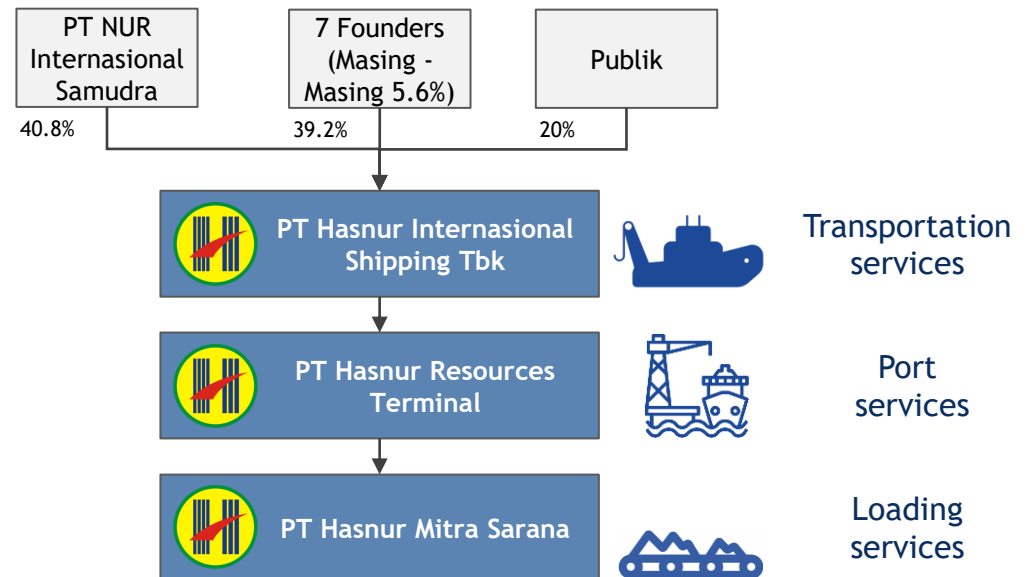 PT NUR
Internasional
Samudra
7 Founders
(Masing -
Masing 5.6%)
Publik
40.8%
39.2%
20%
PT Hasnur Internasional
Shipping Tbk
Transportation
services
PT Hasnur Resources
Terminal
Port
services
PT Hasnur Mitra Sarana
Loading
services